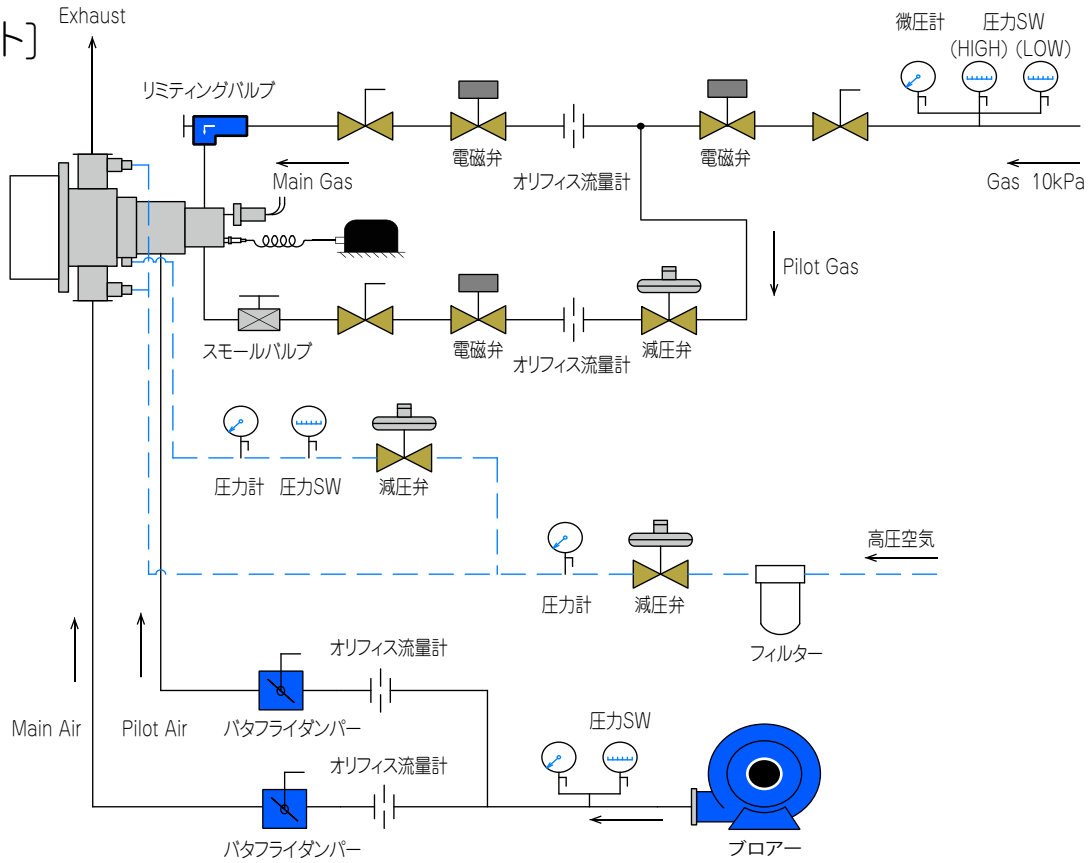 ト]
Exhaust
微圧計
圧力SW
(HIGH) (LOW)
リミティングバルブ
電磁弁
オリフィス流量計
電磁弁
Main Gas
Gas 10kPa
Pilot Gas
スモールバルブ
電磁弁
オリフィス流量計
減圧弁
圧力計
圧力SW
減圧弁
高圧空気
圧力計
減圧弁
フィルター
オリフィス流量計
Main Air
Pilot Air
バタフライダンパー
圧力SW
オリフィス流量計
バタフライダンパー
ブロアー